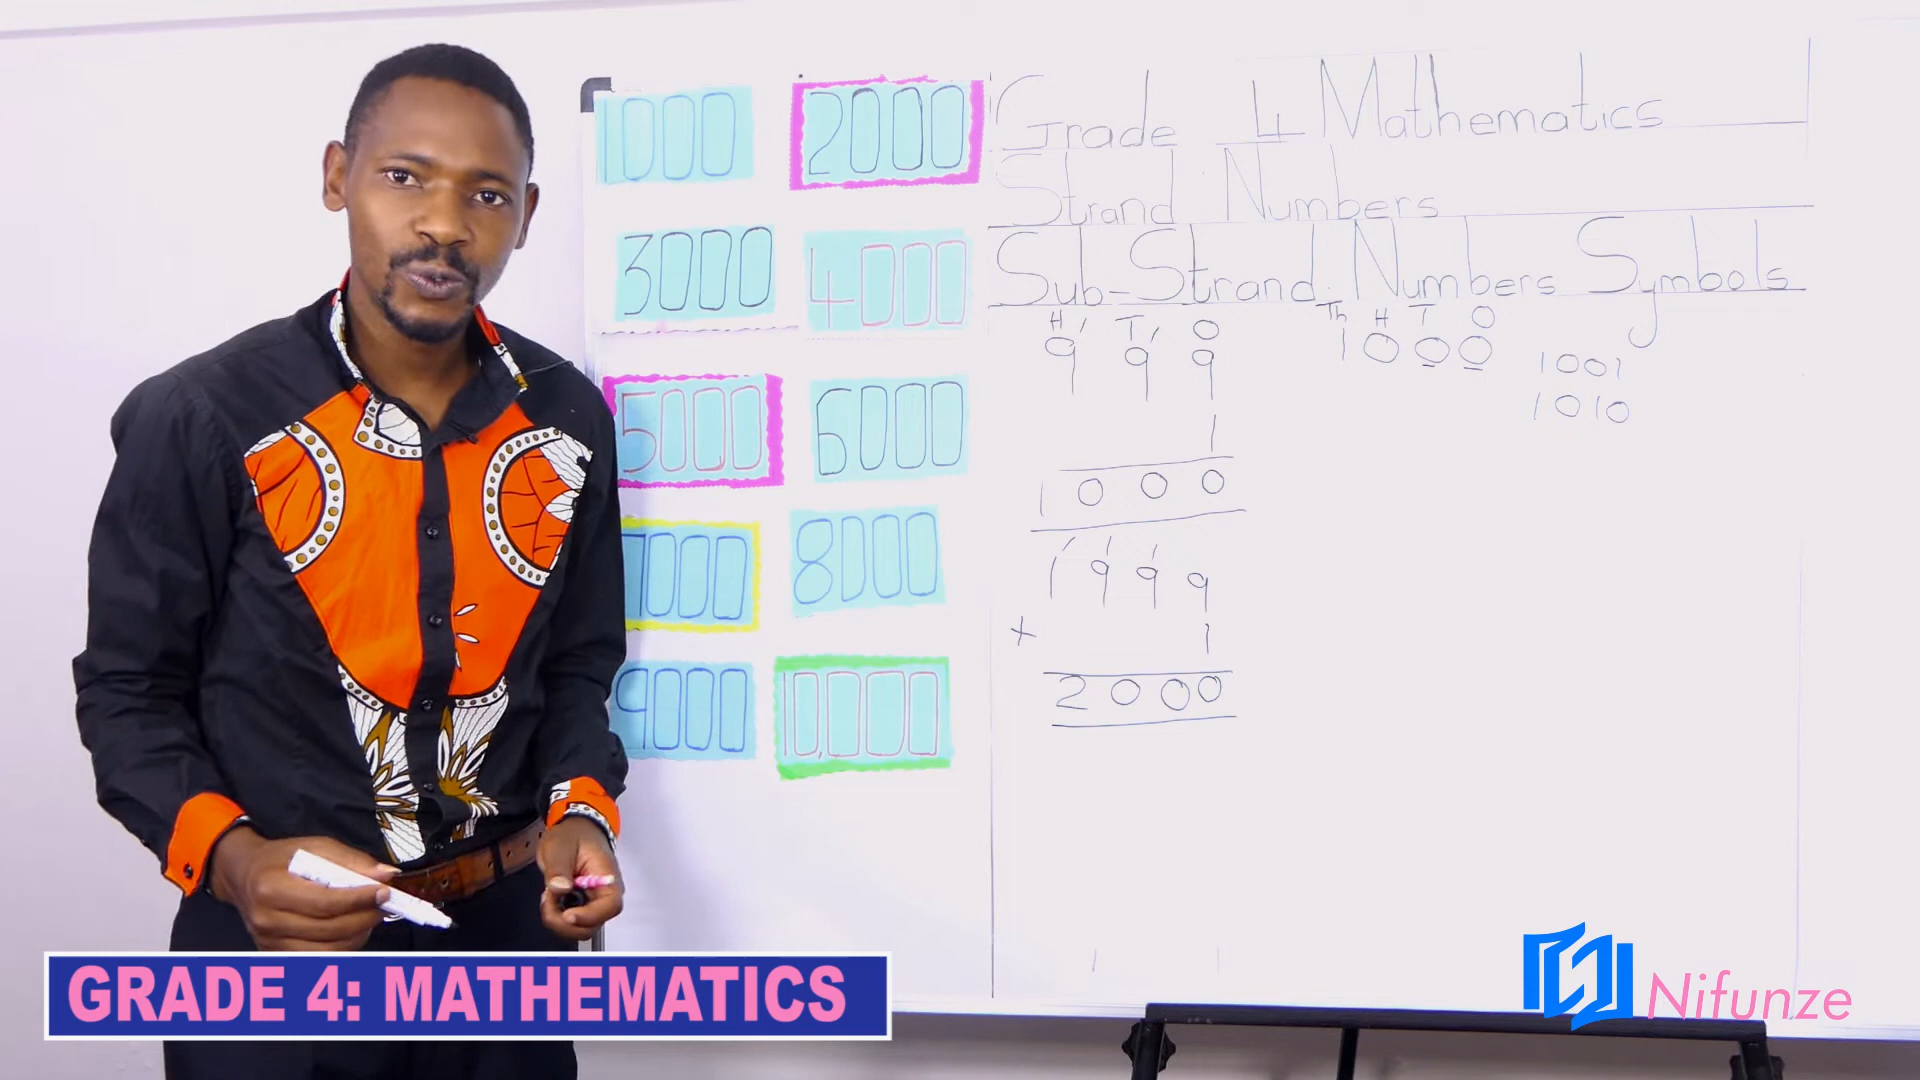 1000 2000
3000 4000
5000 6000
7000 8000
9000 10,000
Grade 4 Mathematics
Strand Numbers
Sub-Strand Numbers Symbols
H T O
9 9 9
1
1 0 0 0
1 9 9 9
+ 1
2 0 0 0
Th H T O
1 0 0 0
1001
1010
GRADE 4: MATHEMATICS
Nifunze